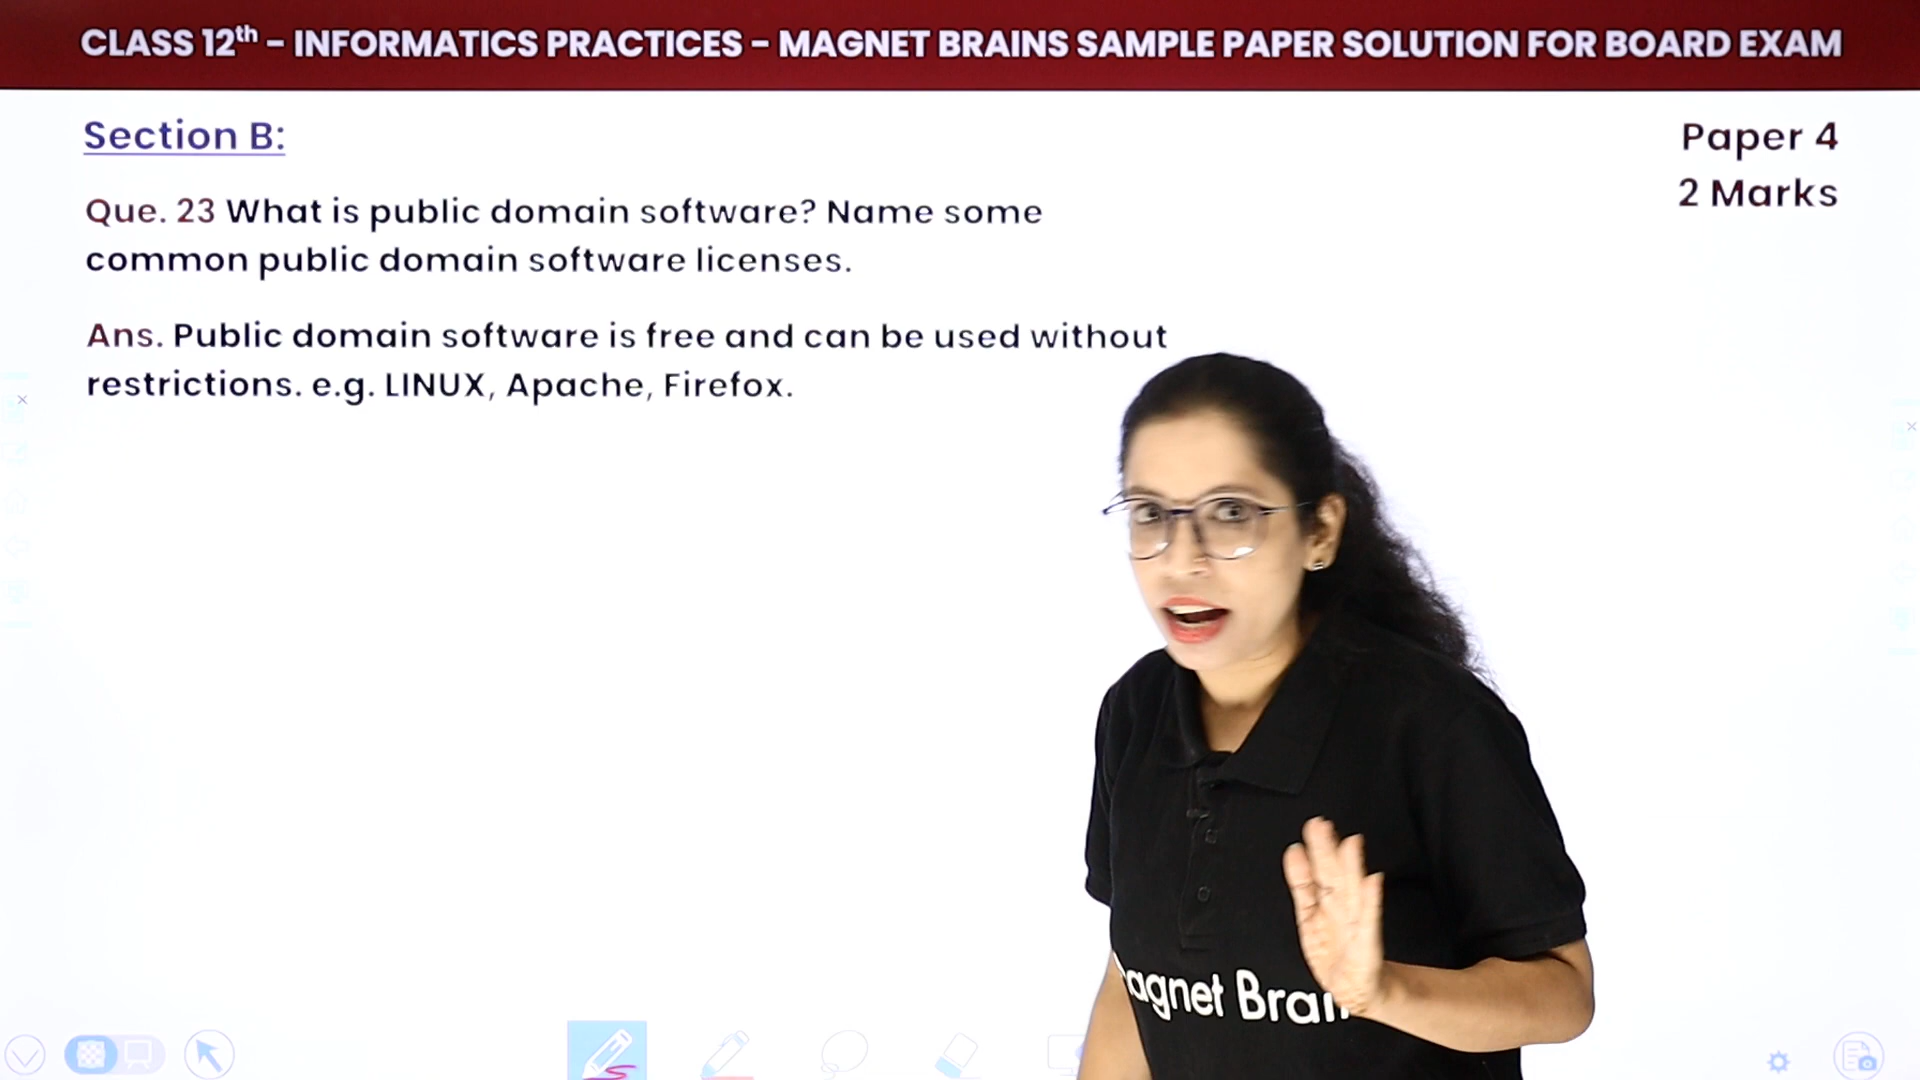 CLASS 12th - INFORMATICS PRACTICES - MAGNET BRAINS SAMPLE PAPER SOLUTION FOR BOARD EXAM
Section B:
Paper 4
2 Marks
Que. 23 What is public domain software? Name some
common public domain software licenses.
Ans. Public domain software is free and can be used without
restrictions. e.g. LINUX, Apache, Firefox.
agnet Brai